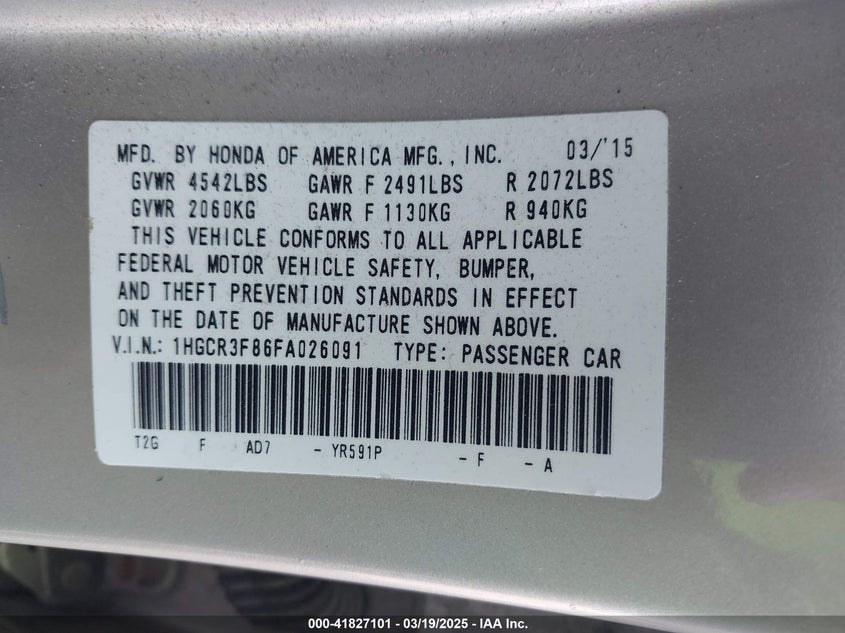 MFD. BY HONDA OF AMERICA MFG., INC. 03/'15
GVWR 4542LBS GAWR F 2491LBS R 2072LBS
GVWR 2060KG GAWR F 1130KG R 940KG
THIS VEHICLE CONFORMS TO ALL APPLICABLE
FEDERAL MOTOR VEHICLE SAFETY, BUMPER,
AND THEFT PREVENTION STANDARDS IN EFFECT
ON THE DATE OF MANUFACTURE SHOWN ABOVE.
V.I.N.: 1HGCR3F86FA026091 TYPE: PASSENGER CAR
T2G F AD7 - YR591P - F - A
000-41827101 - 03/19/2025 - IAA Inc.